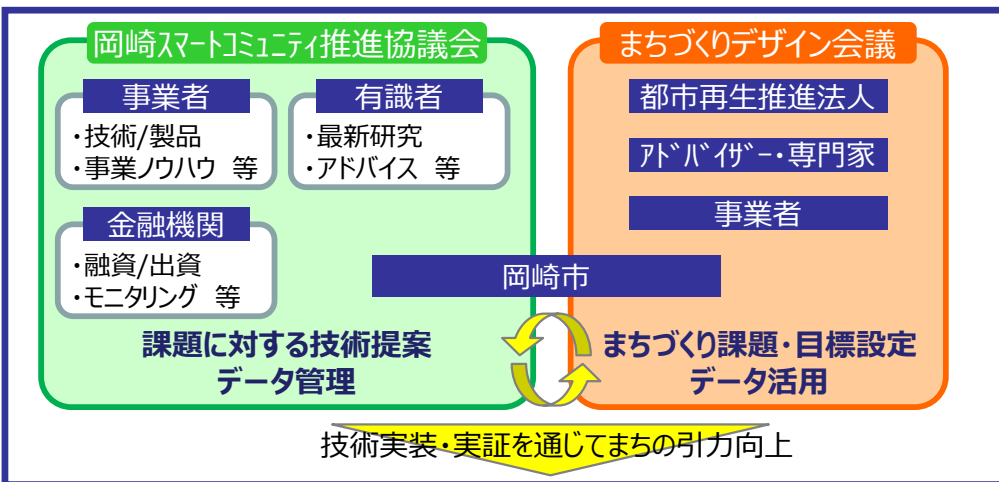 岡崎ｽﾏｰﾄｺﾐｭﾆﾃｨ推進協議会
事業者
・技術/製品
・事業ノウハウ 等
有識者
・最新研究
・アドバイス 等
金融機関
・融資/出資
・モニタリング 等
まちづくりデザイン会議
都市再生推進法人
ｱﾄﾞﾊﾞｲｻﾞｰ・専門家
事業者
岡崎市
課題に対する技術提案
データ管理
まちづくり課題・目標設定
データ活用
技術実装・実証を通じてまちの引力向上